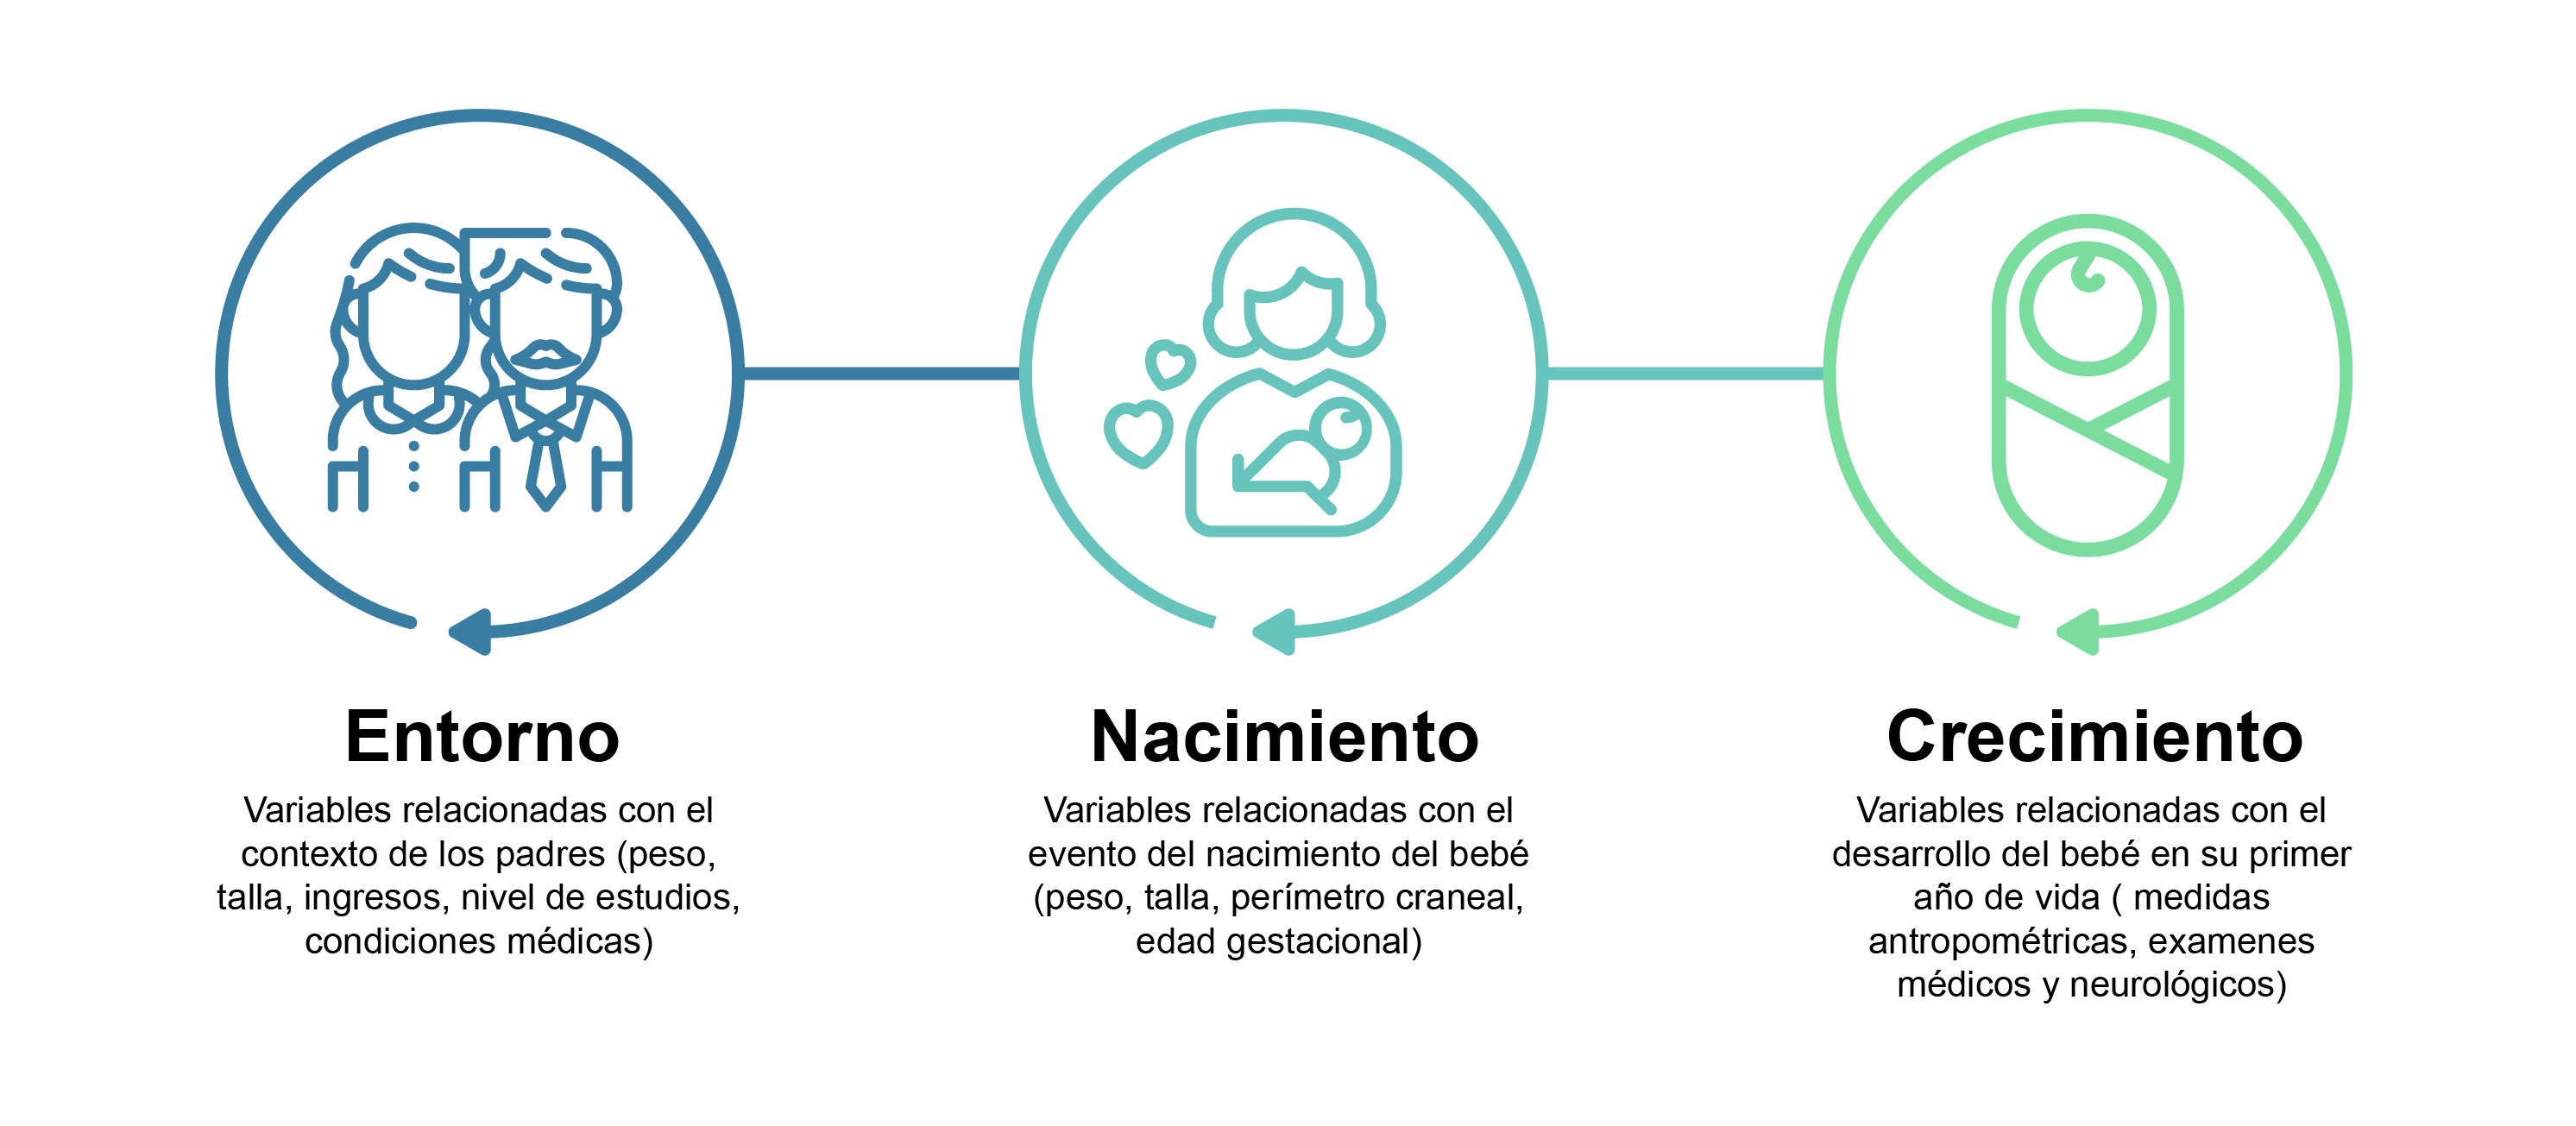 Entorno
Variables relacionadas con el
contexto de los padres (peso,
talla, ingresos, nivel de estudios,
condiciones médicas)
Nacimiento
Variables relacionadas con el
evento del nacimiento del bebé
(peso, talla, perímetro craneal,
edad gestacional)
Crecimiento
Variables relacionadas con el
desarrollo del bebé en su primer
año de vida ( medidas
antropométricas, examenes
médicos y neurológicos)